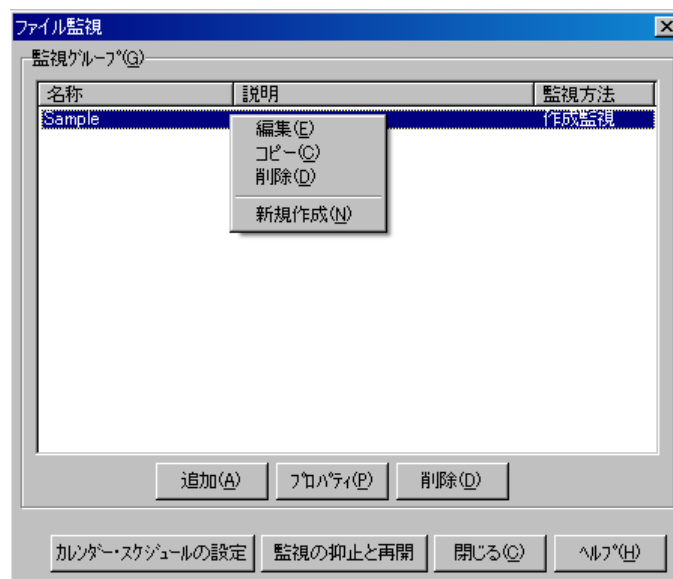 ファイル監視
監視ｸﾞﾙｰﾌﾟ(G)
名称 説明 監視方法
Sample 作成監視
編集(E)
コピー(C)
削除(D)
新規作成(N)
追加(A) ﾌﾟﾛﾊﾟﾃｨ(P) 削除(D)
ｶﾚﾝﾀﾞｰ･ｽｹｼﾞｭｰﾙの設定 監視の抑止と再開 閉じる(C) ﾍﾙﾌﾟ(H)